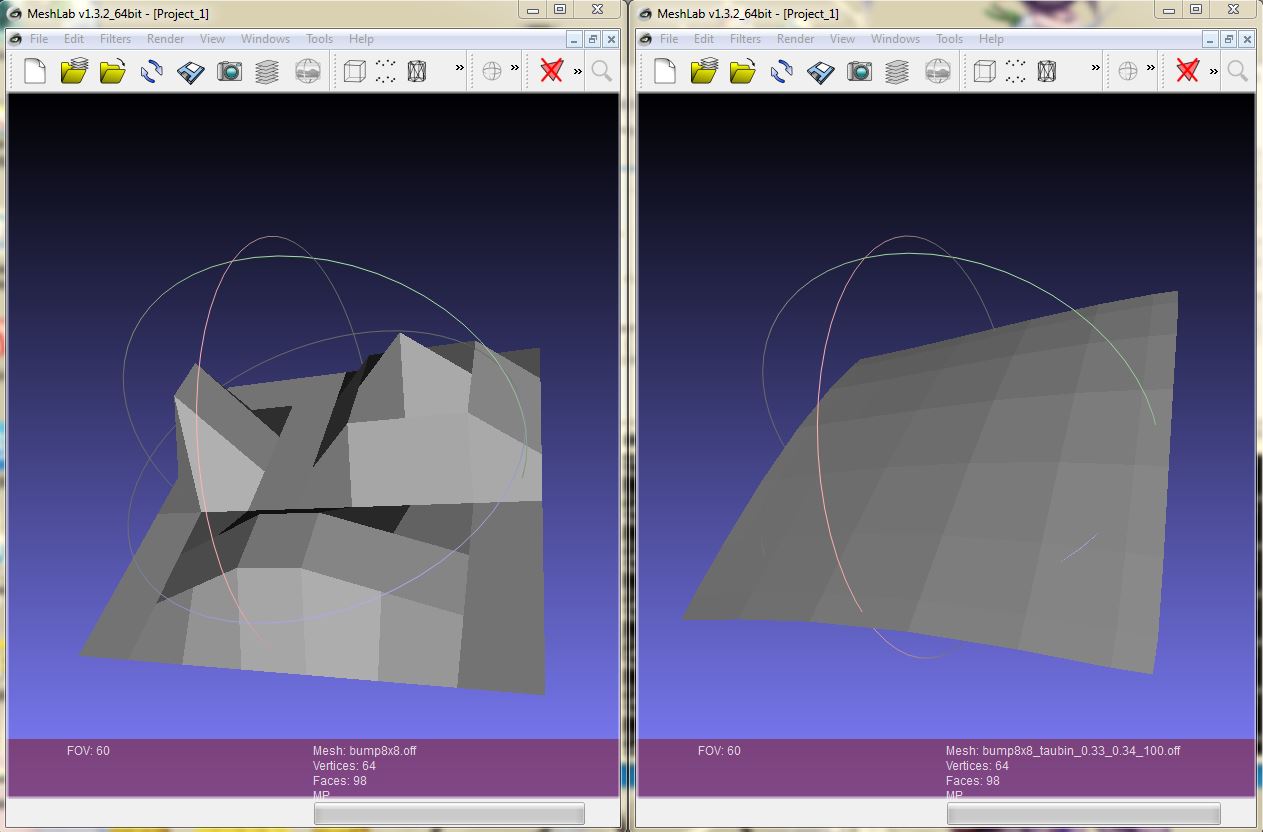 MeshLab v1.3.2_64bit - [Project_1]
File Edit Filters Render View Windows Tools Help
FOV: 60
Mesh: bump8x8.off
Vertices: 64
Faces: 98
MeshLab v1.3.2_64bit - [Project_1]
File Edit Filters Render View Windows Tools Help
FOV: 60
Mesh: bump8x8_taubin_0.33_0.34_100.off
Vertices: 64
Faces: 98